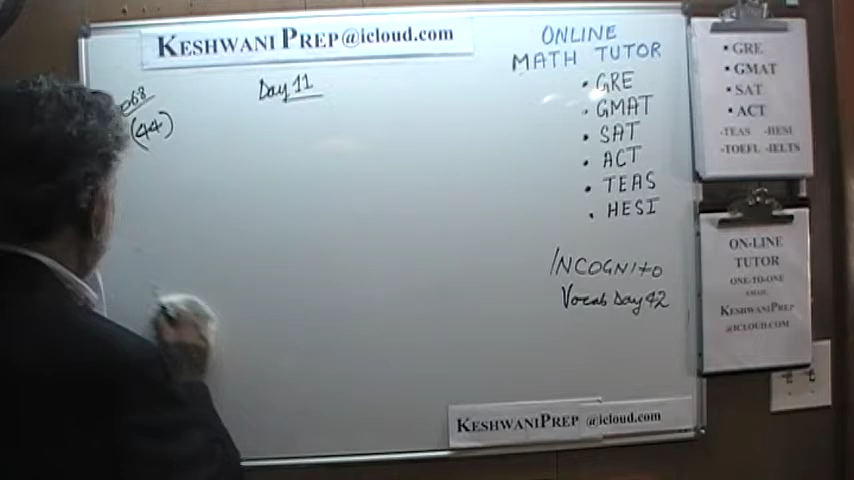 KESHWANI PREP@icloud.com
Day 11
068
(44)
ONLINE
MATH TUTOR
• GRE
• GMAT
• SAT
• ACT
• TEAS
• HESI
INCOGNITO
Vocab Day 42
KESHWANIPREP @icloud.com
• GRE
• GMAT
• SAT
• ACT
-TEAS -HESI
-TOEFL -IELTS
ON-LINE
TUTOR
ONE-TO-ONE
EMAIL
KESHWANIPREP
@ICLOUD.COM